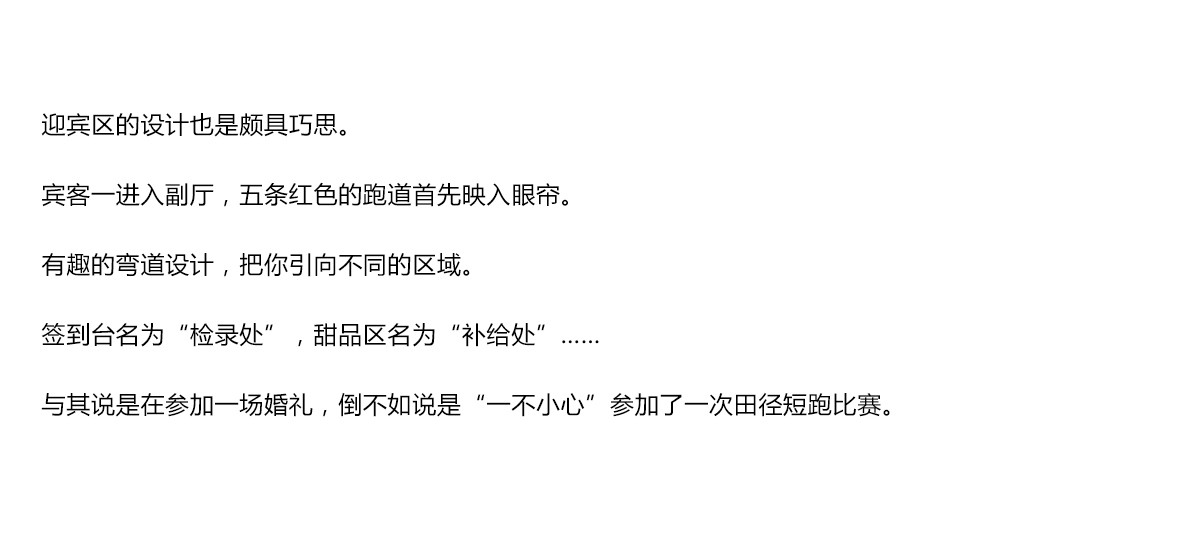 迎宾区的设计也是颇具巧思。
宾客一进入副厅，五条红色的跑道首先映入眼帘。
有趣的弯道设计，把你引向不同的区域。
签到台名为“检录处”，甜品区名为“补给处”……
与其说是在参加一场婚礼，倒不如说是“一不小心”参加了一次田径短跑比赛。